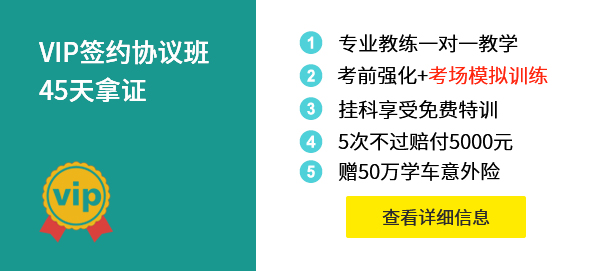 VIP签约协议班
45天拿证
vip
1 专业教练一对一教学
2 考前强化+考场模拟训练
3 挂科享受免费特训
4 5次不过赔付5000元
5 赠50万学车意外险
查看详细信息